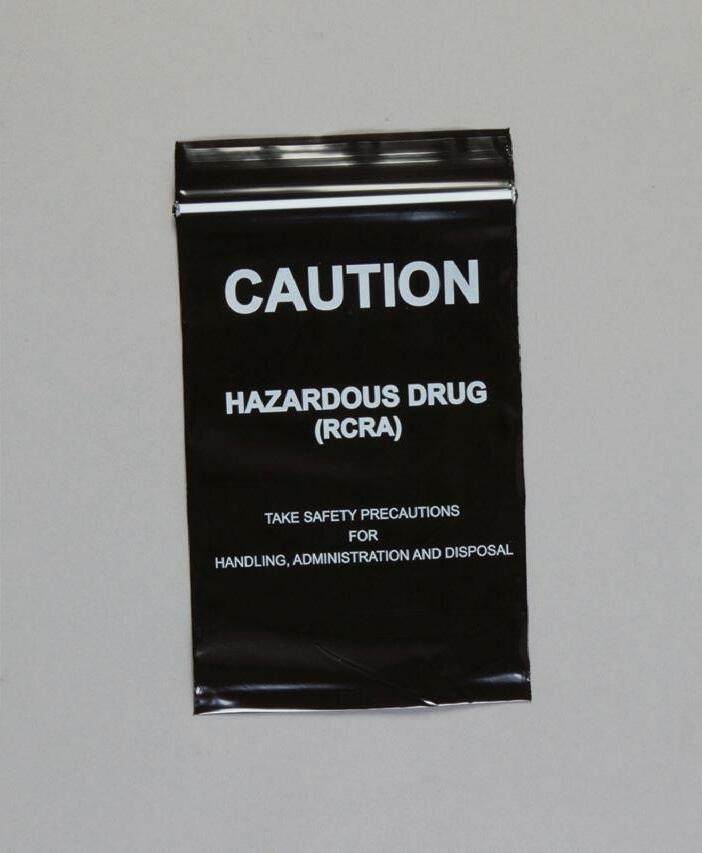 CAUTION
HAZARDOUS DRUG
(RCRA)
TAKE SAFETY PRECAUTIONS
FOR
HANDLING, ADMINISTRATION AND DISPOSAL